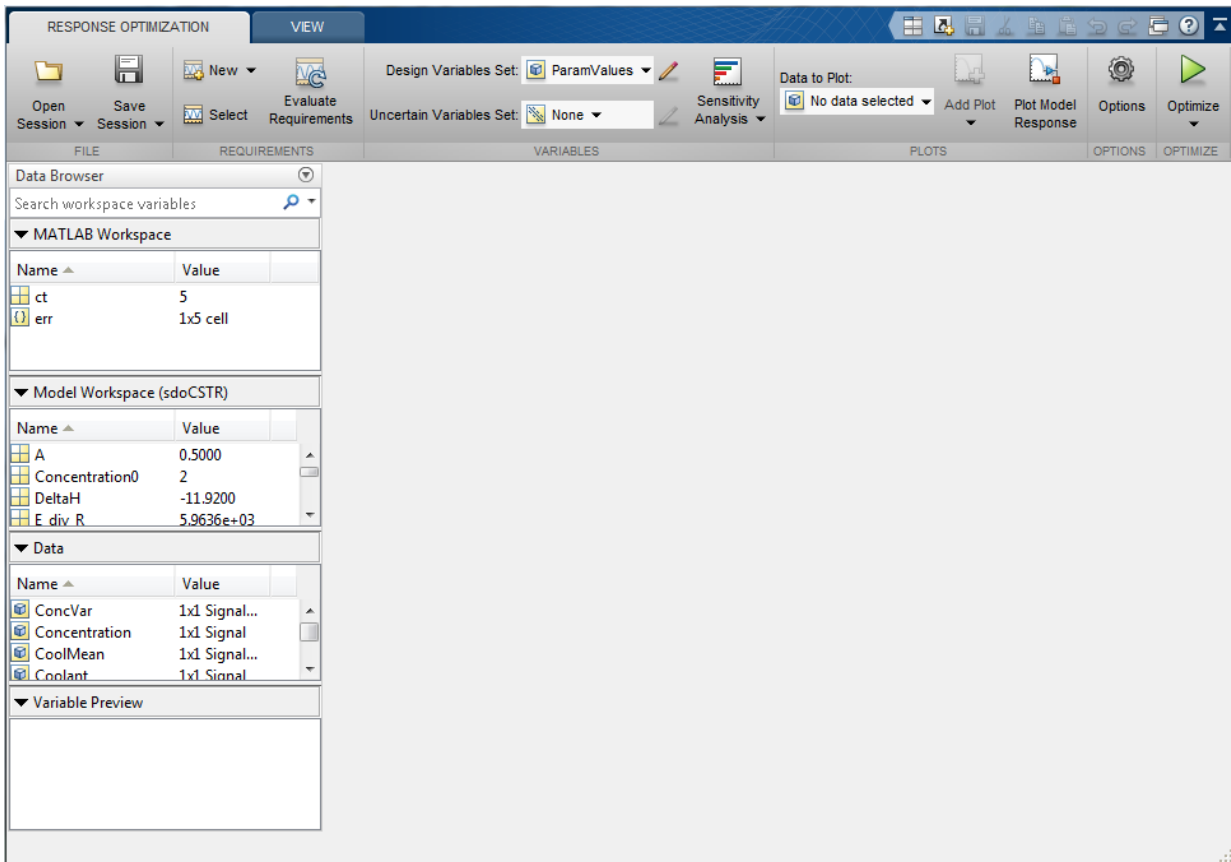 RESPONSE OPTIMIZATION VIEW
Open Session
Save Session
New
Select
Evaluate Requirements
Design Variables Set: ParamValues
Uncertain Variables Set: None
Sensitivity Analysis
Data to Plot:
No data selected
Add Plot
Plot Model Response
Options
Optimize
FILE REQUIREMENTS VARIABLES PLOTS OPTIONS OPTIMIZE
Data Browser
Search workspace variables
MATLAB Workspace
Name Value
ct 5
{} err 1x5 cell
Model Workspace (sdoCSTR)
Name Value
A 0.5000
Concentration0 2
DeltaH -11.9200
E_div_R 5.9636e+03
Data
Name Value
ConcVar 1x1 Signal...
Concentration 1x1 Signal
CoolMean 1x1 Signal...
Coolant 1x1 Signal
Variable Preview